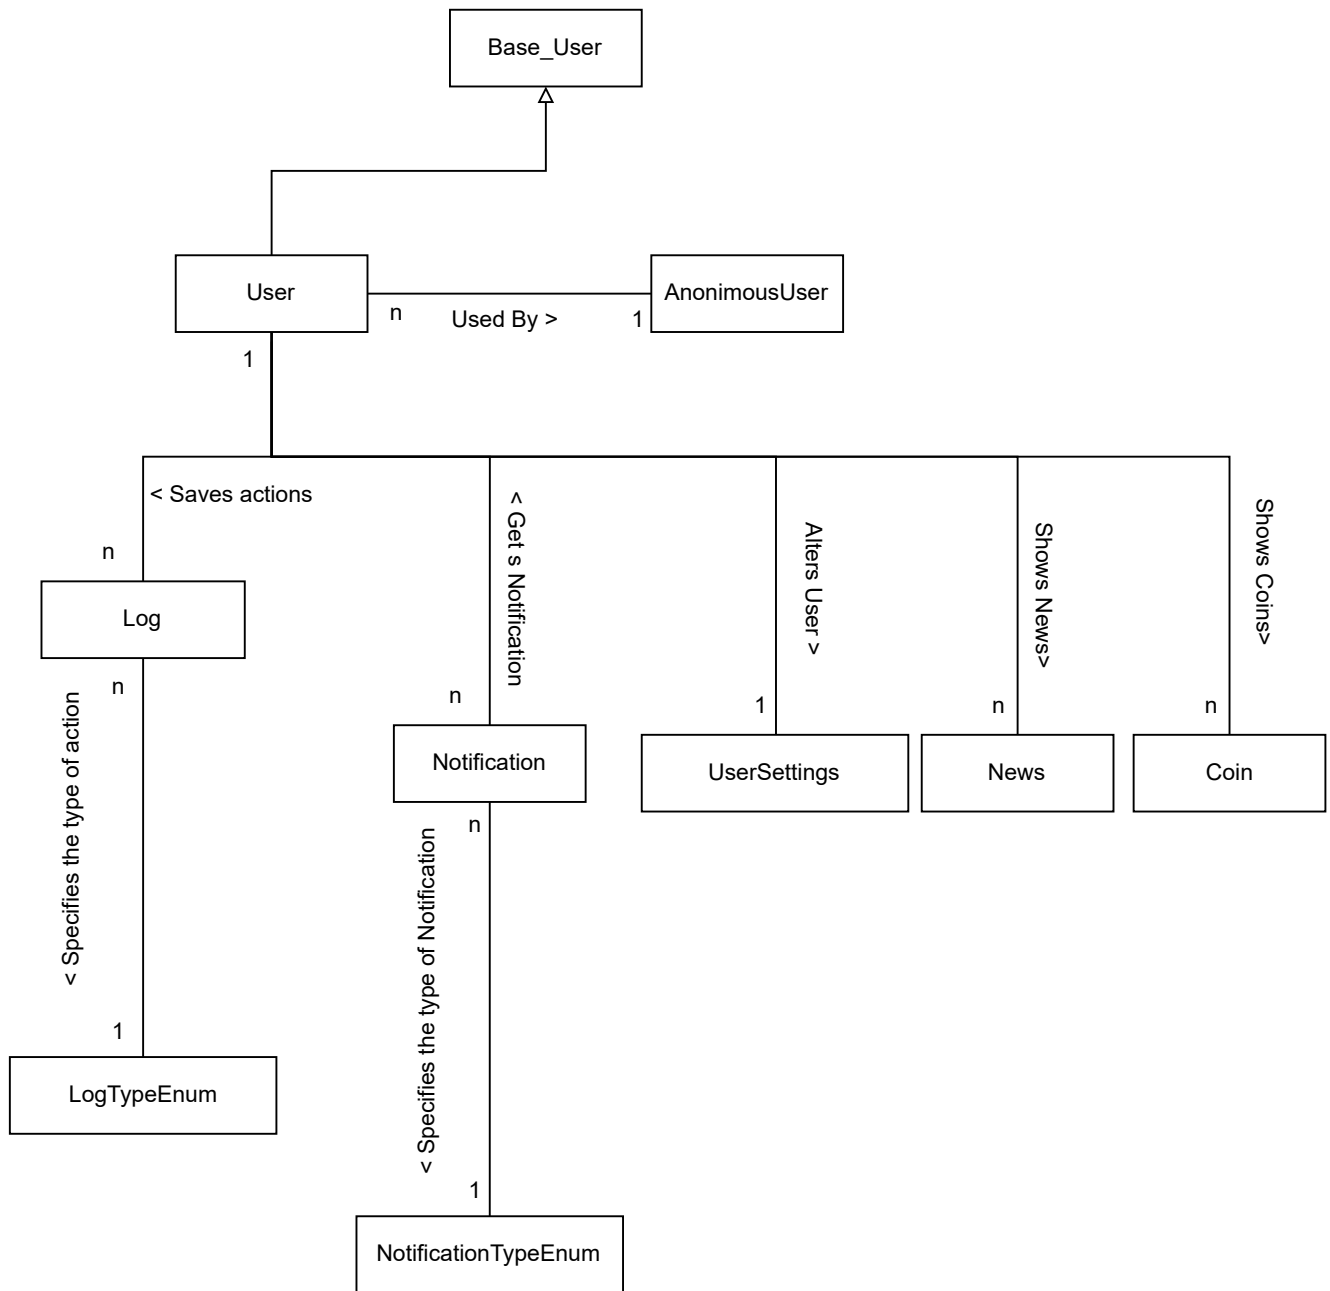 Base_User
User
AnonimousUser
n
Used By >
1
1
< Saves actions
n
Log
n
< Specifies the type of action
1
LogTypeEnum
< Get s Notification
n
Notification
n
< Specifies the type of Notification
1
NotificationTypeEnum
Alters User >
1
UserSettings
Shows News>
n
News
Shows Coins>
n
Coin